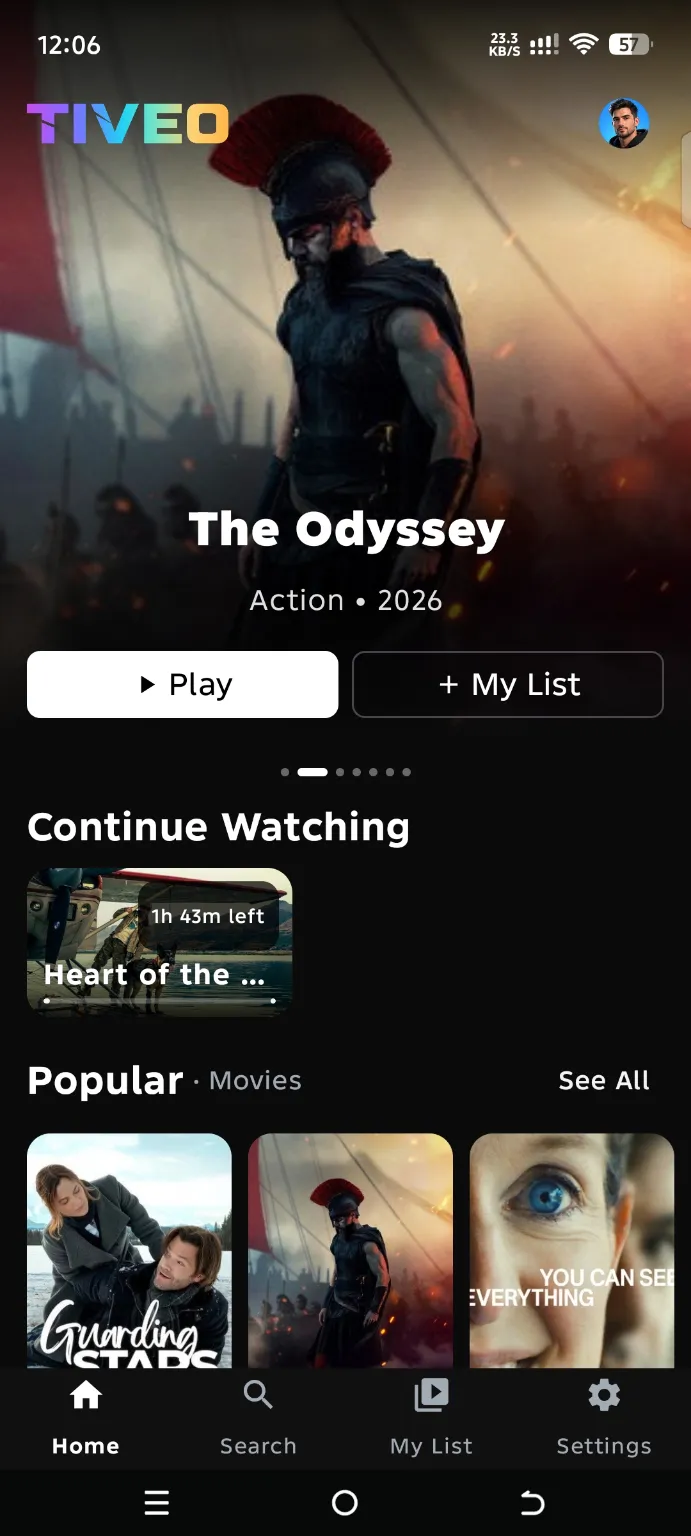 12:06
23.3
KB/S
57
TIVEO
The Odyssey
Action • 2026
Play
+ My List
Continue Watching
1h 43m left
Heart of the ...
Popular · Movies
See All
Guarding
STARS
YOU CAN SEE
EVERYTHING
Home
Search
My List
Settings